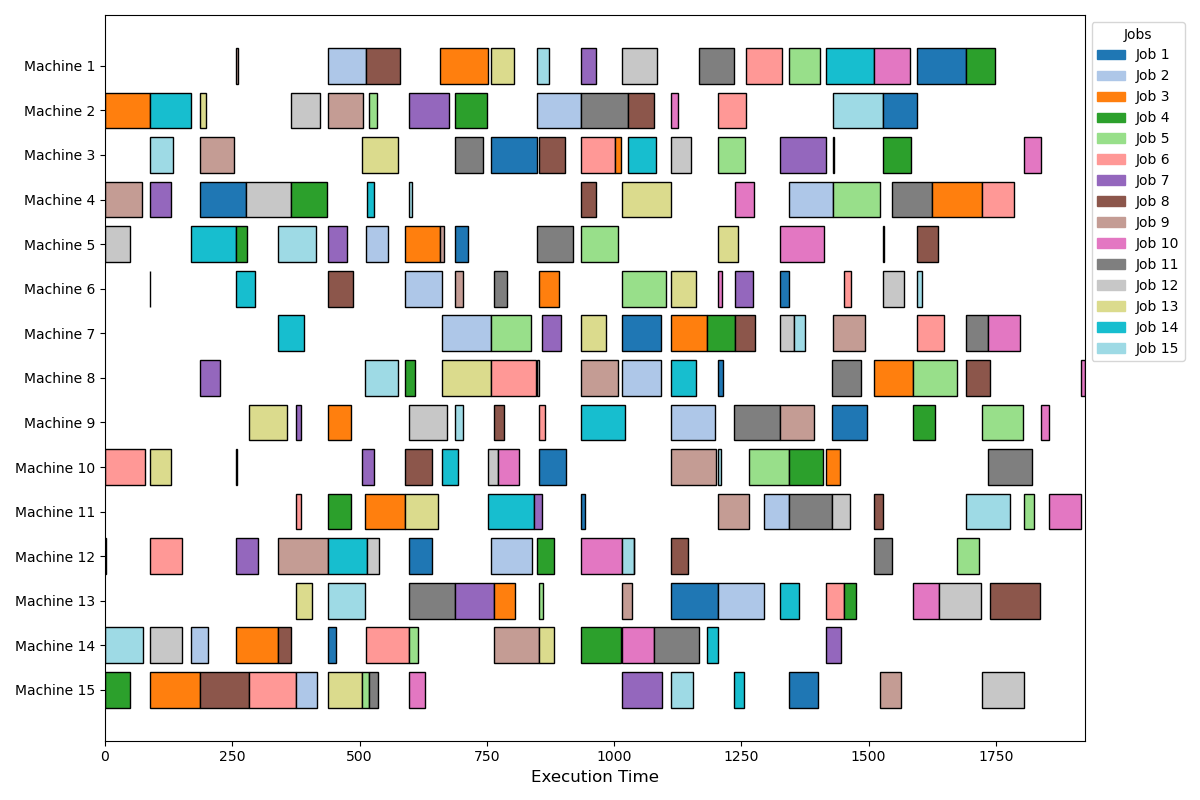 Machine 1
Machine 2
Machine 3
Machine 4
Machine 5
Machine 6
Machine 7
Machine 8
Machine 9
Machine 10
Machine 11
Machine 12
Machine 13
Machine 14
Machine 15
0 250 500 750 1000 1250 1500 1750
Execution Time
Jobs
Job 1
Job 2
Job 3
Job 4
Job 5
Job 6
Job 7
Job 8
Job 9
Job 10
Job 11
Job 12
Job 13
Job 14
Job 15